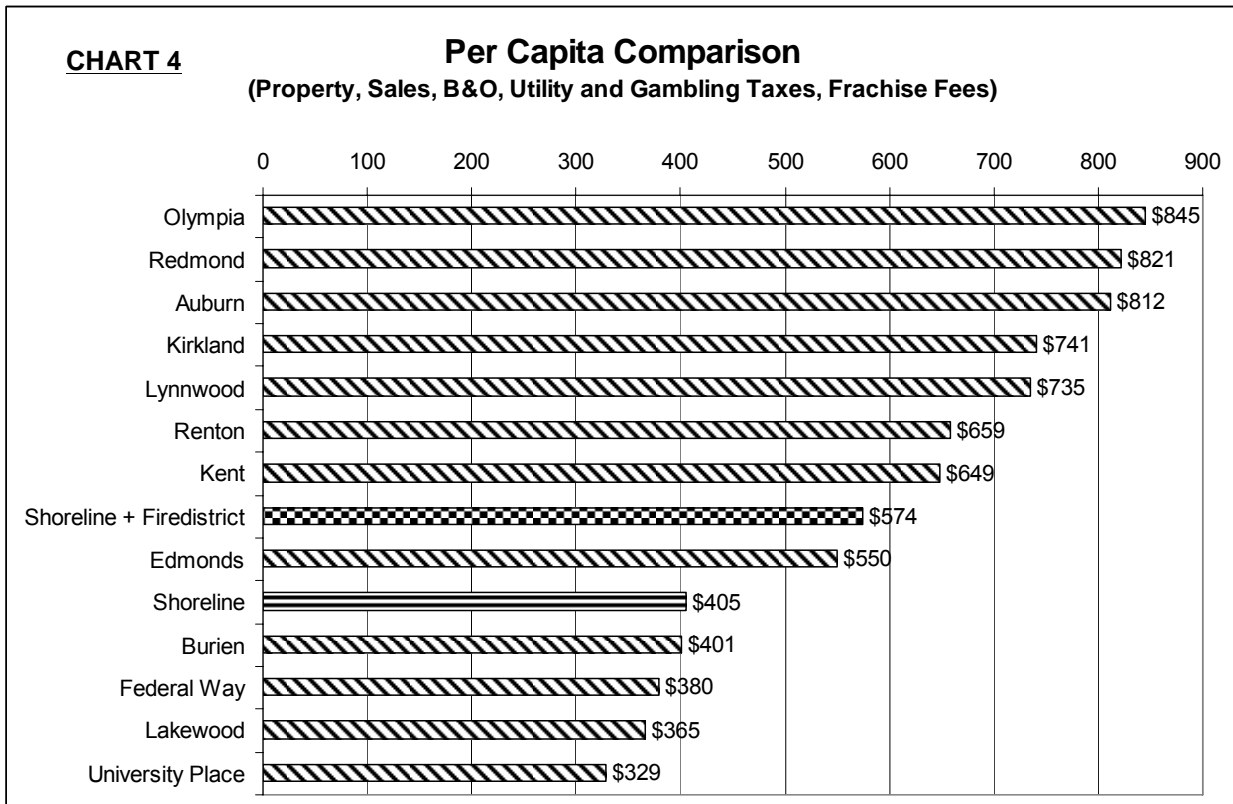 CHART 4
Per Capita Comparison
(Property, Sales, B&O, Utility and Gambling Taxes, Frachise Fees)
0 100 200 300 400 500 600 700 800 900
Olympia $845
Redmond $821
Auburn $812
Kirkland $741
Lynnwood $735
Renton $659
Kent $649
Shoreline + Firedistrict $574
Edmonds $550
Shoreline $405
Burien $401
Federal Way $380
Lakewood $365
University Place $329